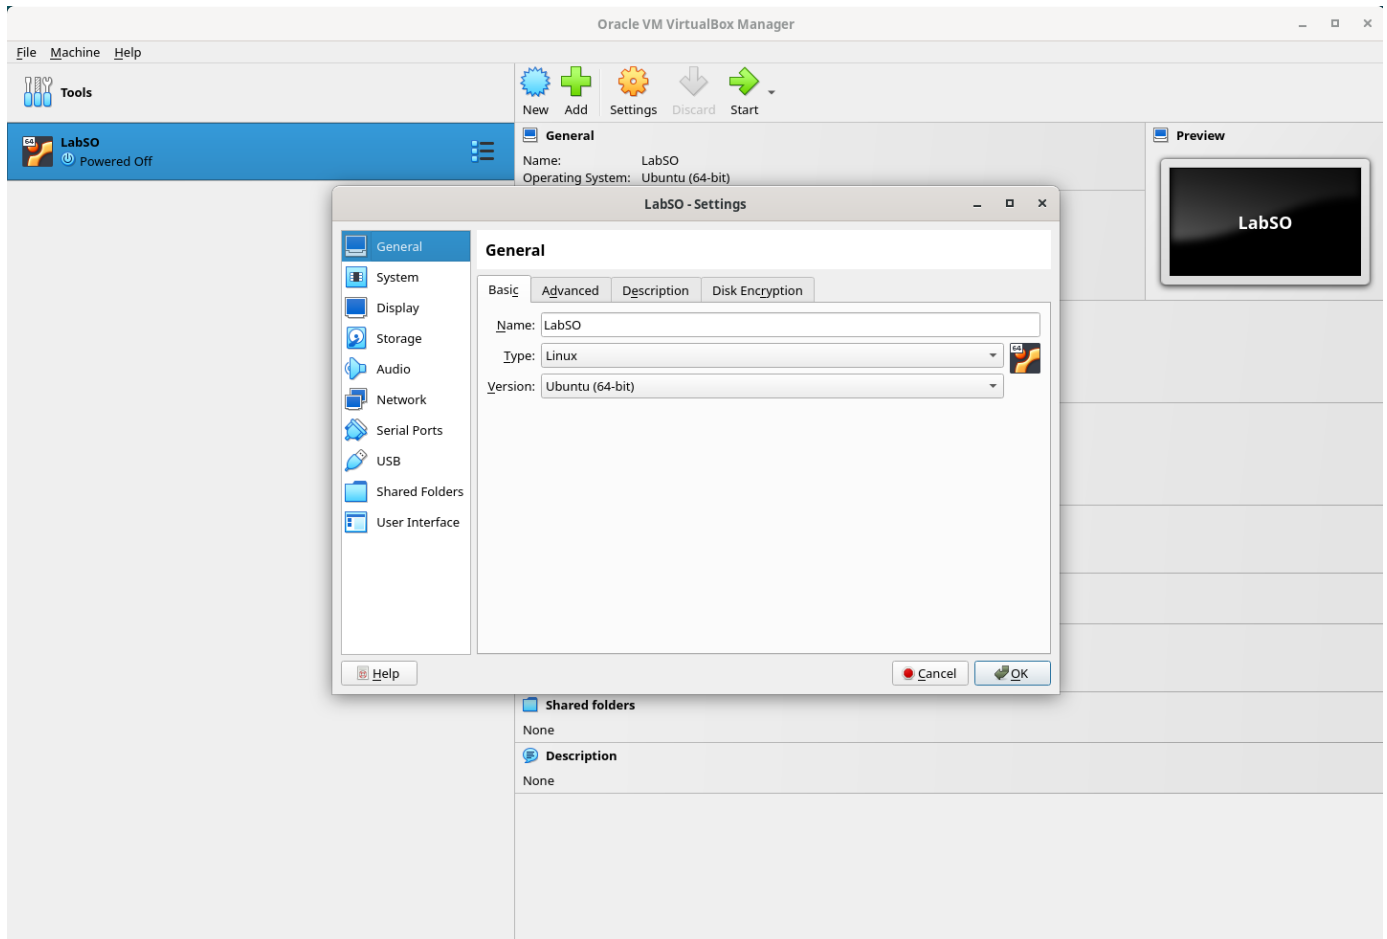 Oracle VM VirtualBox Manager
File Machine Help
Tools
New Add Settings Discard Start
64 LabSO
Powered Off
General
Name: LabSO
Operating System: Ubuntu (64-bit)
Preview
LabSO
LabSO - Settings
General
System
Display
Storage
Audio
Network
Serial Ports
USB
Shared Folders
User Interface
General
Basic Advanced Description Disk Encryption
Name: LabSO
Type: Linux
64
Version: Ubuntu (64-bit)
Help Cancel OK
Shared folders
None
Description
None